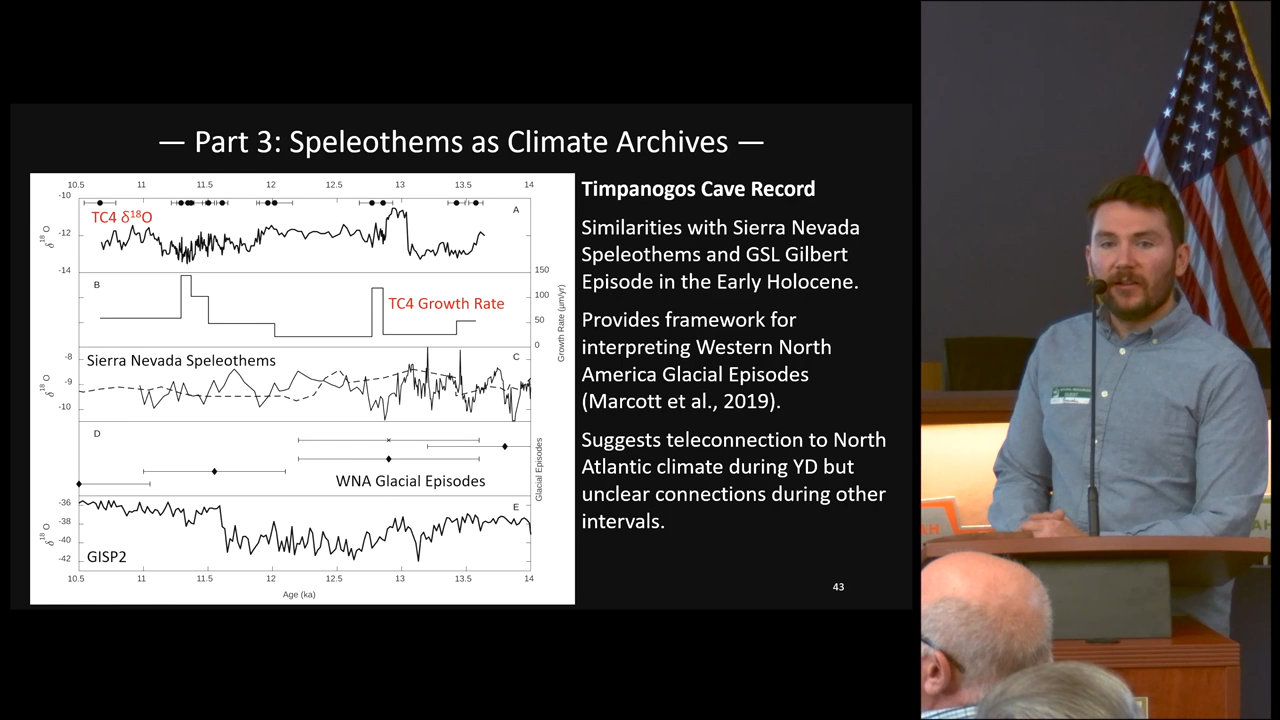 — Part 3: Speleothems as Climate Archives —
10.5 11 11.5 12 12.5 13 13.5 14
-10
-12
-14
δ18 O
TC4 δ18O
A
150
100
50
0
Growth Rate (µm/yr)
B
TC4 Growth Rate
-8
-9
-10
δ18 O
Sierra Nevada Speleothems
C
D
WNA Glacial Episodes
Glacial Episodes
-36
-38
-40
-42
δ18 O
E
GISP2
10.5 11 11.5 12 12.5 13 13.5 14
Age (ka)
Timpanogos Cave Record
Similarities with Sierra Nevada
Speleothems and GSL Gilbert
Episode in the Early Holocene.
Provides framework for
interpreting Western North
America Glacial Episodes
(Marcott et al., 2019).
Suggests teleconnection to North
Atlantic climate during YD but
unclear connections during other
intervals.
43
AH